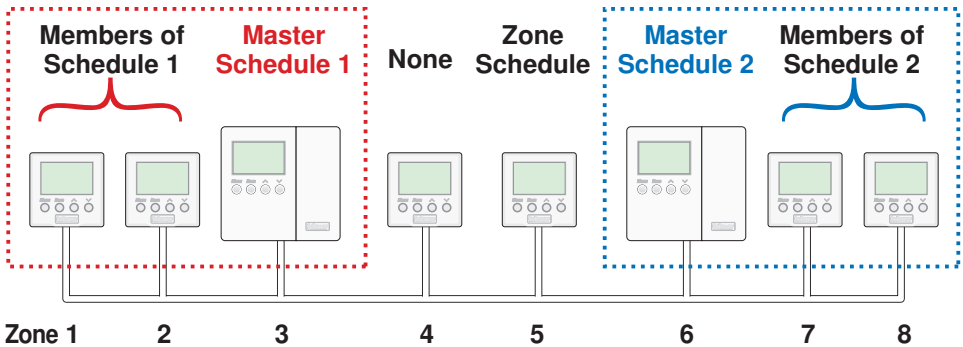 Members of
Schedule 1
Master
Schedule 1
None
Zone
Schedule
Master
Schedule 2
Members of
Schedule 2
Zone 1 2 3 4 5 6 7 8